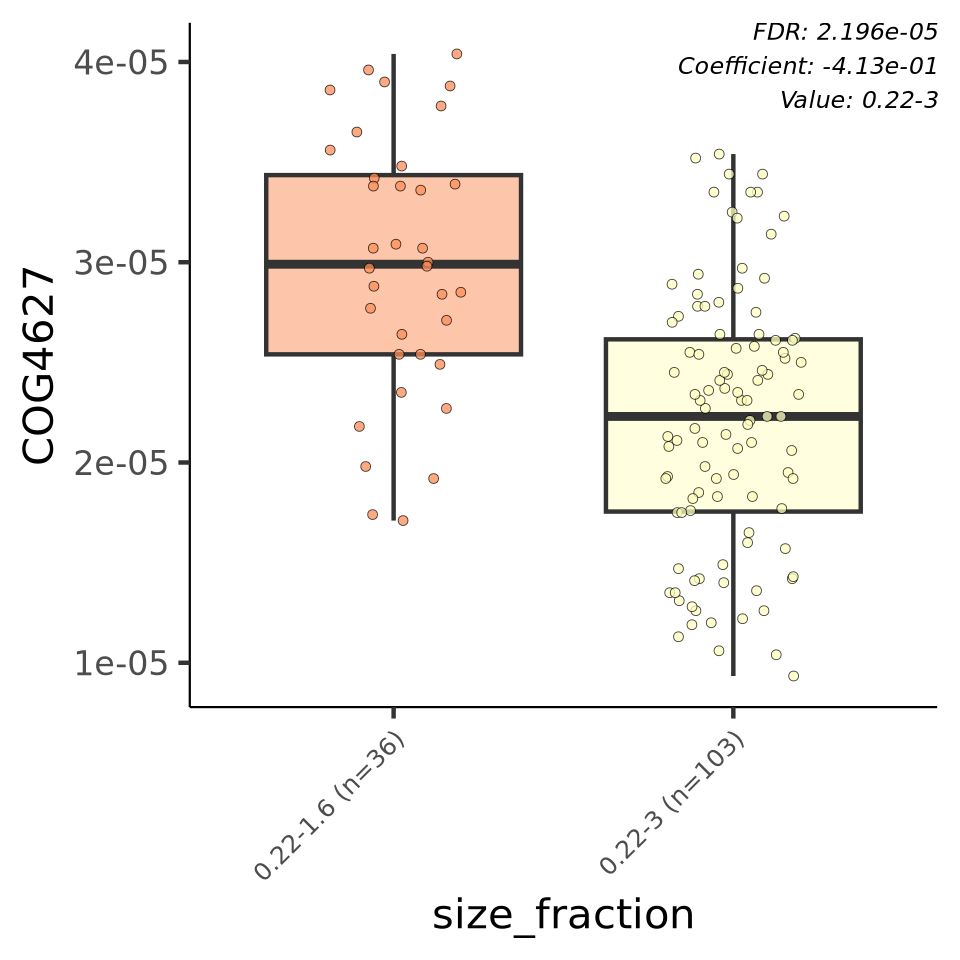 FDR: 2.196e-05
Coefficient: -4.13e-01
Value: 0.22-3
4e-05
3e-05
2e-05
1e-05
COG4627
0.22-1.6 (n=36)
0.22-3 (n=103)
size_fraction